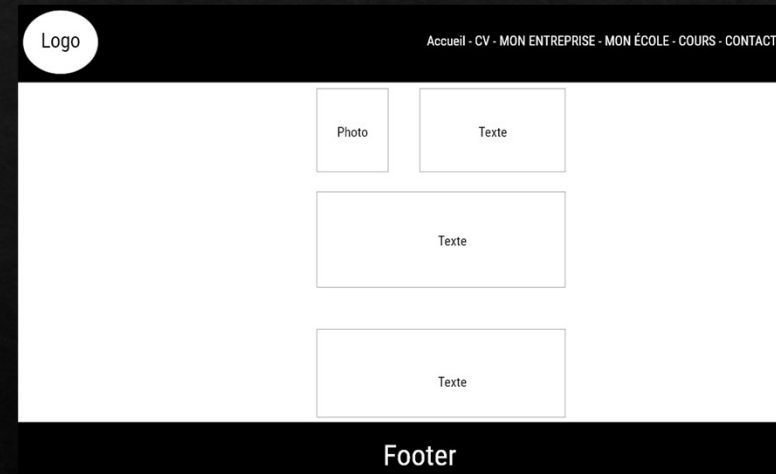 Logo
Accueil - CV - MON ENTREPRISE - MON ÉCOLE - COURS - CONTACT
Photo
Texte
Texte
Texte
Footer